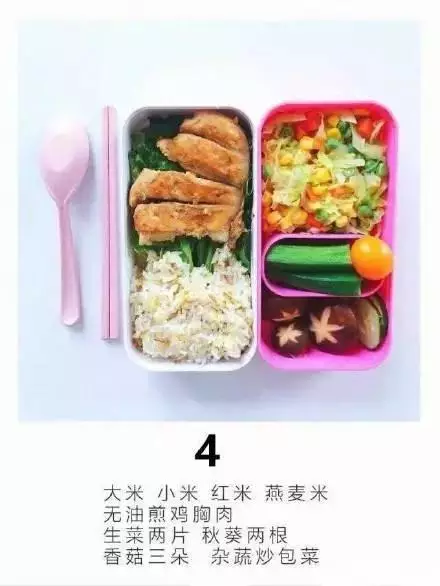 4
大米 小米 红米 燕麦米
无油煎鸡胸肉
生菜两片 秋葵两根
香菇三朵 杂蔬炒包菜